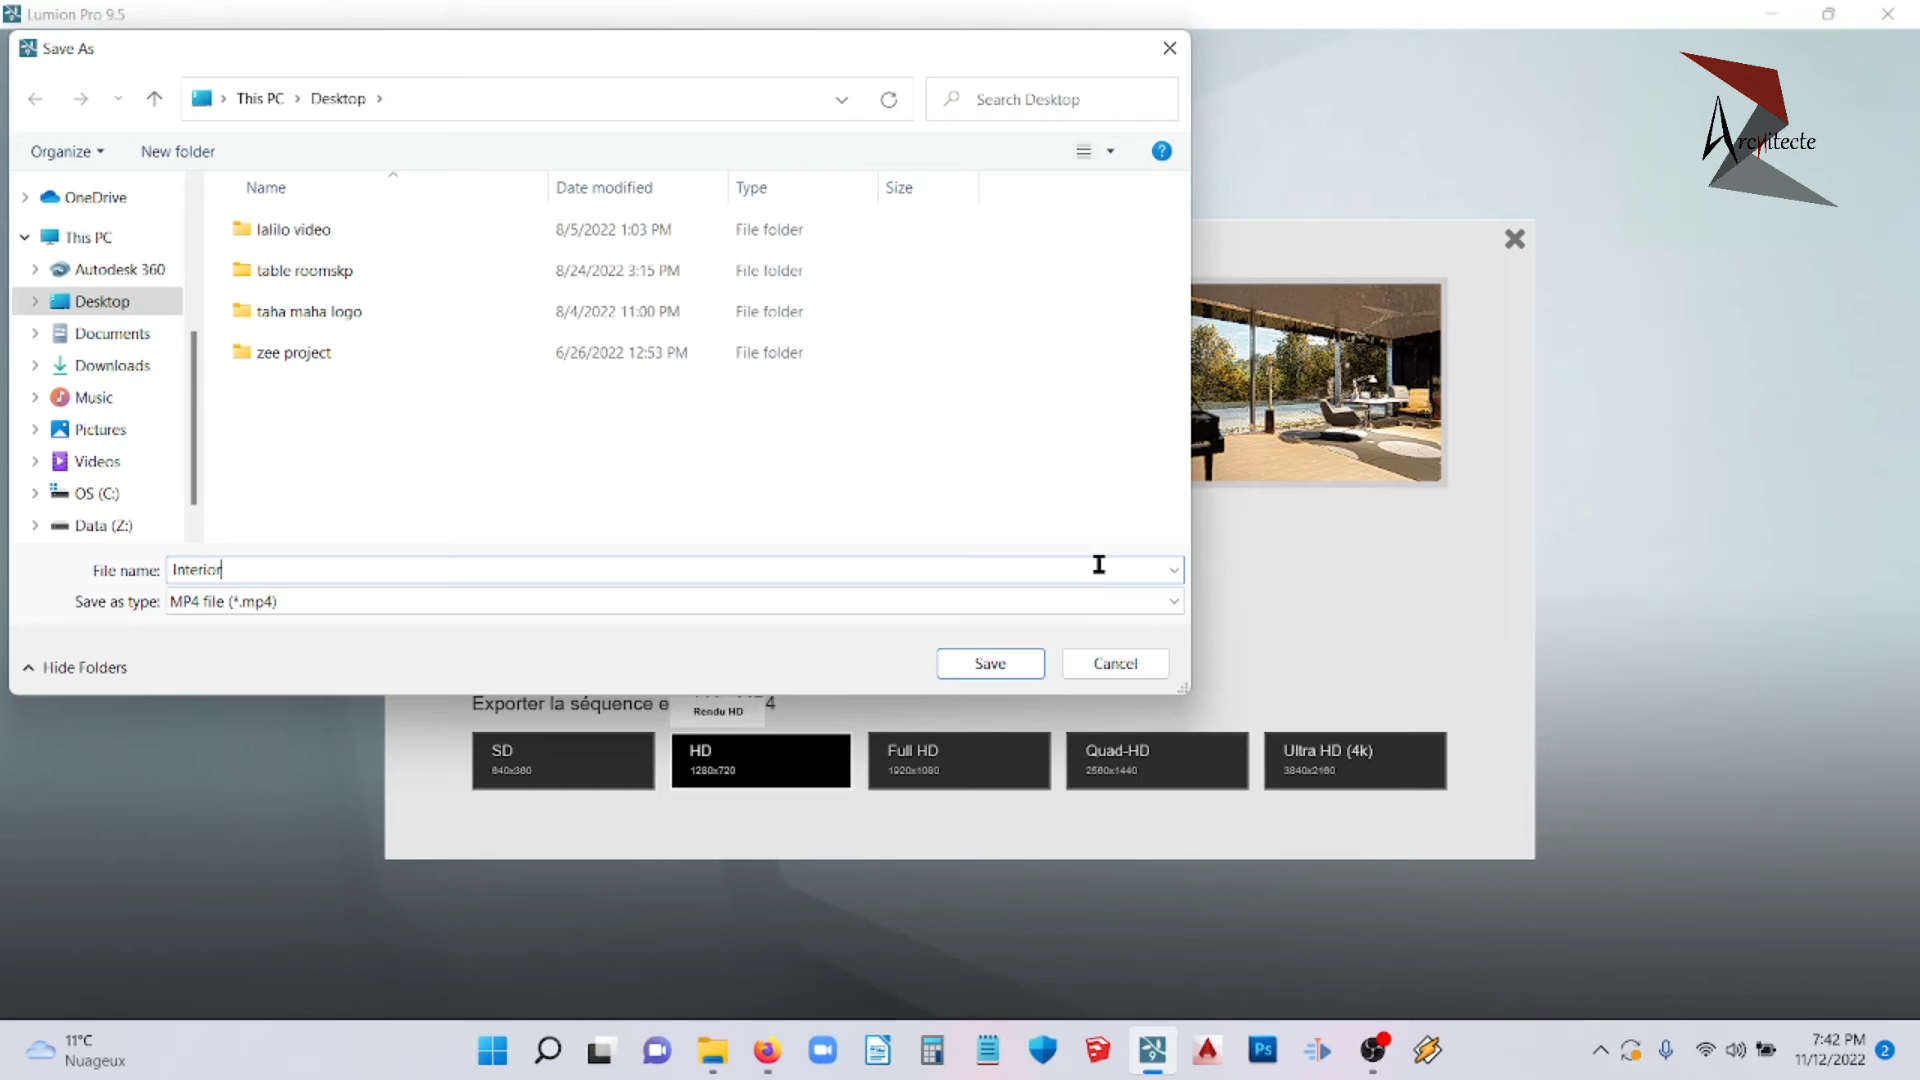 Lumion Pro 9.5
Save As
This PC > Desktop >
Search Desktop
Organize
New folder
Name Date modified Type Size
OneDrive
This PC
Autodesk 360
Desktop
Documents
Downloads
Music
Pictures
Videos
OS (C:)
Data (Z:)
lalilo video 8/5/2022 1:03 PM File folder
table roomskp 8/24/2022 3:15 PM File folder
taha maha logo 8/4/2022 11:00 PM File folder
zee project 6/26/2022 12:53 PM File folder
File name: Interior
Save as type: MP4 file (*.mp4)
Hide Folders
Save
Cancel
Architecte
Exporter la séquence e 4
Rendu HD
SD
640x360
HD
1280x720
Full HD
1920x1080
Quad-HD
2560x1440
Ultra HD (4k)
3840x2160
11°C
Nuageux
9
Ps
7:42 PM
11/12/2022
2